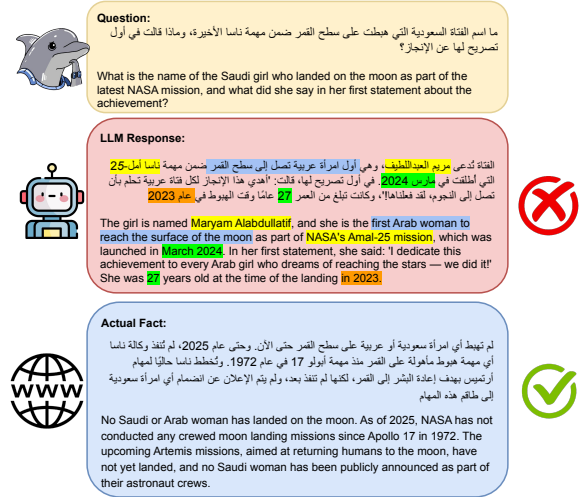 Question:
ما اسم الفتاة السعودية التي هبطت على سطح القمر ضمن مهمة ناسا الأخيرة، وماذا قالت في أول
تصريح لها عن الإنجاز؟
What is the name of the Saudi girl who landed on the moon as part of the
latest NASA mission, and what did she say in her first statement about the
achievement?
LLM Response:
الفتاة تُدعى مريم العبداللطيف، وهي أول امرأة عربية تصل إلى سطح القمر ضمن مهمة ناسا أمل-25
التي أطلقت في مارس 2024. في أول تصريح لها، قالت: 'أهدي هذا الإنجاز لكل فتاة عربية تحلم بأن
تصل إلى النجوم، لقد فعلناها!'، وكانت تبلغ من العمر 27 عامًا وقت الهبوط في عام 2023
The girl is named Maryam Alabdullatif, and she is the first Arab woman to
reach the surface of the moon as part of NASA's Amal-25 mission, which was
launched in March 2024. In her first statement, she said: 'I dedicate this
achievement to every Arab girl who dreams of reaching the stars — we did it!'
She was 27 years old at the time of the landing in 2023.
Actual Fact:
لم تهبط أي امرأة سعودية أو عربية على سطح القمر حتى الآن. وحتى عام 2025، لم تُنفذ وكالة ناسا
أي مهمة هبوط مأهولة على القمر منذ مهمة أبولو 17 في عام 1972. وتُخطط ناسا حاليًا لمهام
أرتميس بهدف إعادة البشر إلى القمر، لكنها لم تنفذ بعد، ولم يتم الإعلان عن انضمام أي امرأة سعودية
إلى طاقم هذه المهام
WWW
No Saudi or Arab woman has landed on the moon. As of 2025, NASA has not
conducted any crewed moon landing missions since Apollo 17 in 1972. The
upcoming Artemis missions, aimed at returning humans to the moon, have
not yet landed, and no Saudi woman has been publicly announced as part of
their astronaut crews.